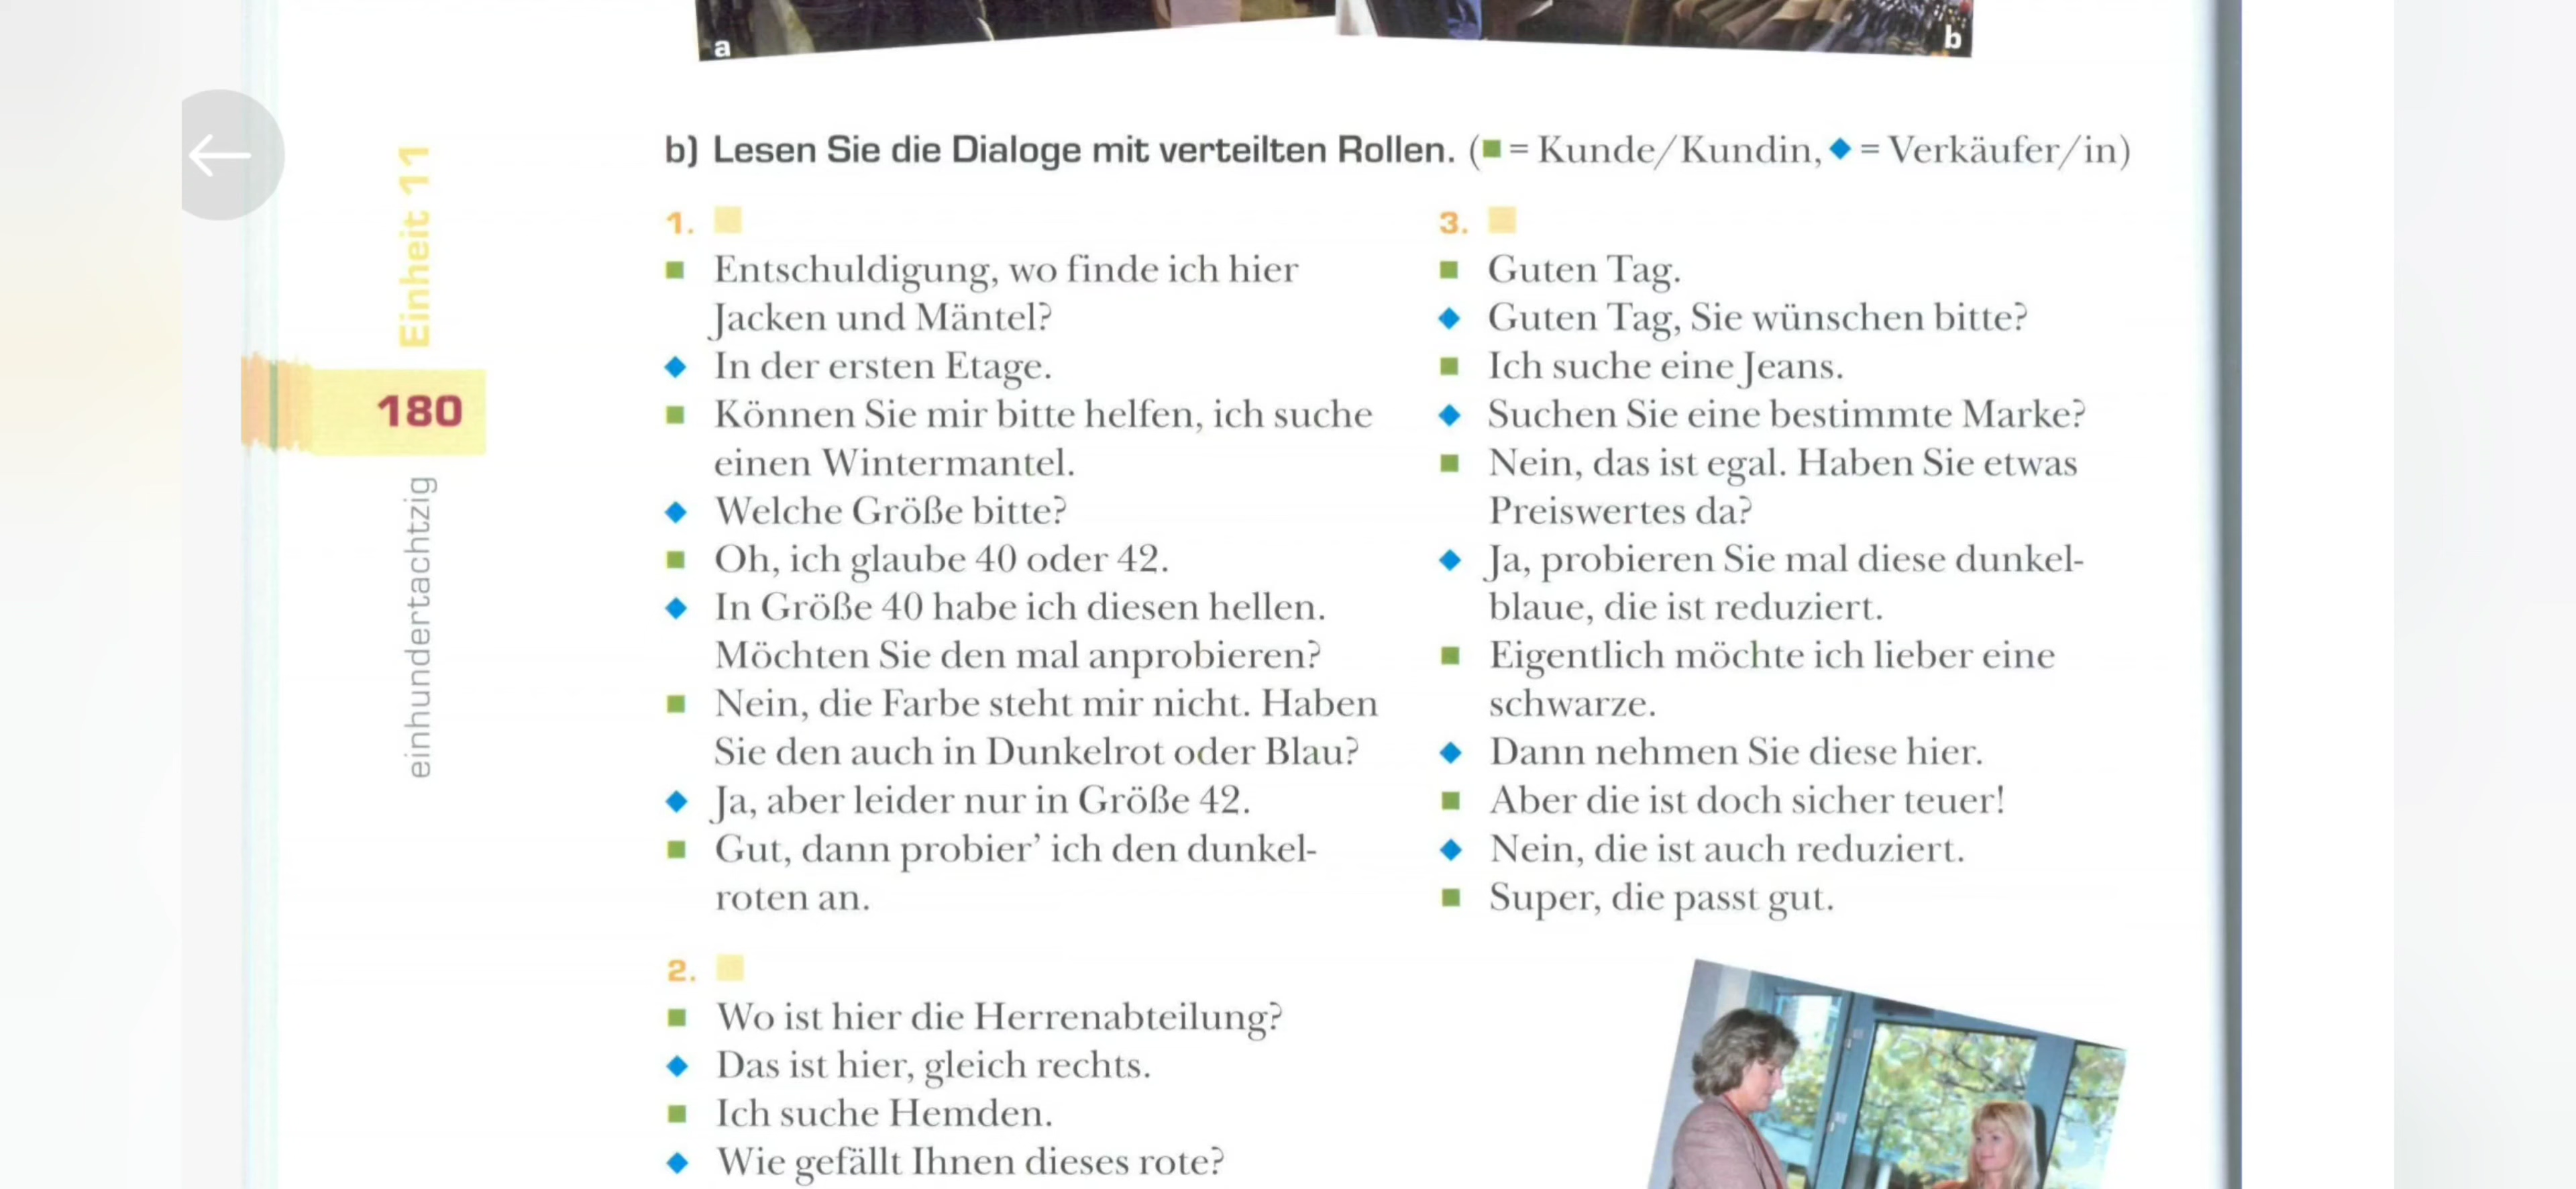 a
b
b) Lesen Sie die Dialoge mit verteilten Rollen. (■ = Kunde/Kundin, ◆ = Verkäufer/in)
1.
■ Entschuldigung, wo finde ich hier
Jacken und Mäntel?
◆ In der ersten Etage.
■ Können Sie mir bitte helfen, ich suche
einen Wintermantel.
◆ Welche Größe bitte?
■ Oh, ich glaube 40 oder 42.
◆ In Größe 40 habe ich diesen hellen.
Möchten Sie den mal anprobieren?
■ Nein, die Farbe steht mir nicht. Haben
Sie den auch in Dunkelrot oder Blau?
◆ Ja, aber leider nur in Größe 42.
■ Gut, dann probier’ ich den dunkel-
roten an.
2.
■ Wo ist hier die Herrenabteilung?
◆ Das ist hier, gleich rechts.
■ Ich suche Hemden.
◆ Wie gefällt Ihnen dieses rote?
3.
■ Guten Tag.
◆ Guten Tag, Sie wünschen bitte?
■ Ich suche eine Jeans.
◆ Suchen Sie eine bestimmte Marke?
■ Nein, das ist egal. Haben Sie etwas
Preiswertes da?
◆ Ja, probieren Sie mal diese dunkel-
blaue, die ist reduziert.
■ Eigentlich möchte ich lieber eine
schwarze.
◆ Dann nehmen Sie diese hier.
■ Aber die ist doch sicher teuer!
◆ Nein, die ist auch reduziert.
■ Super, die passt gut.
Einheit 11
180
einhundertachtzig